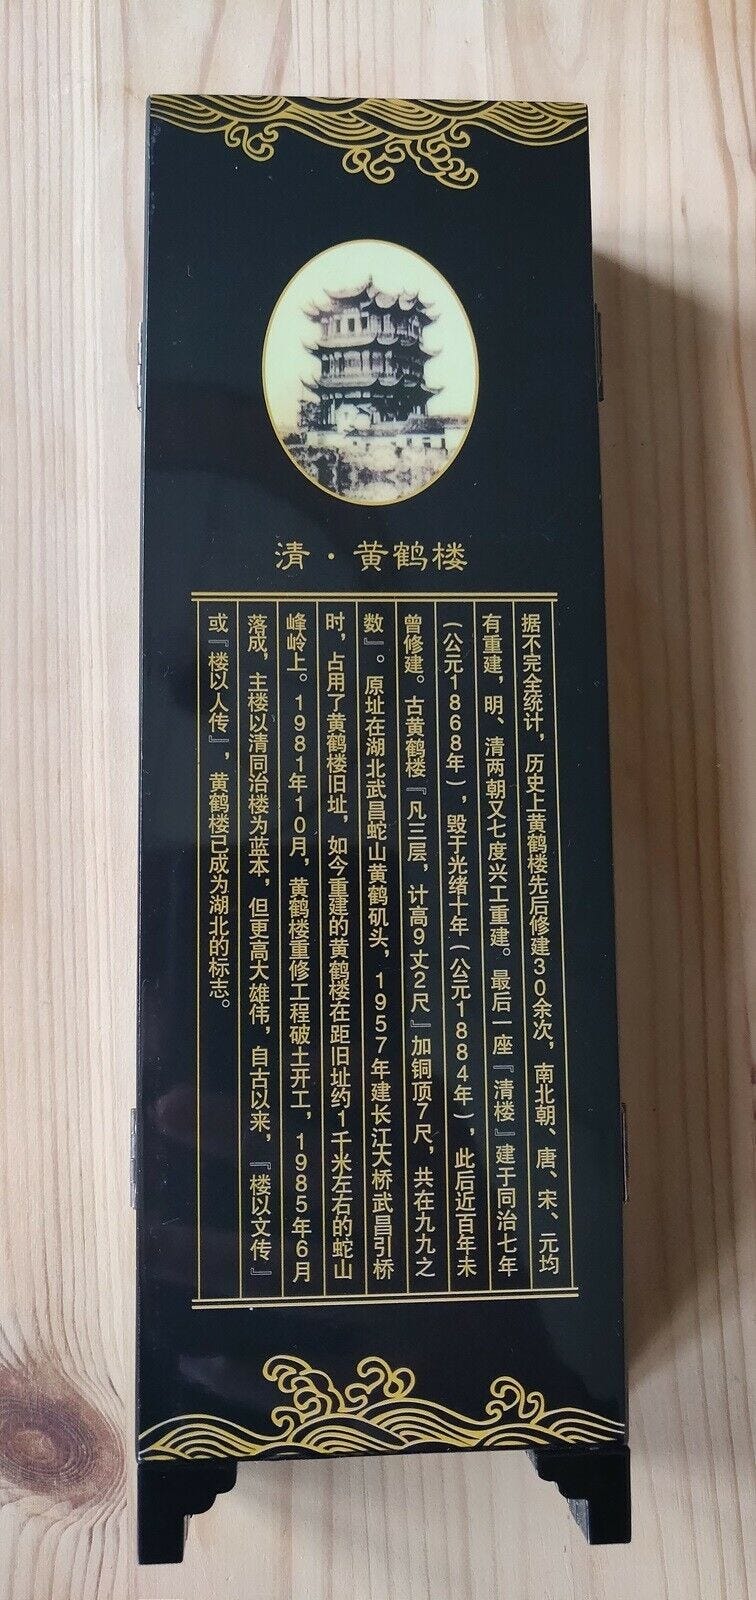 清·黄鹤楼
据不完全统计，历史上黄鹤楼先后修建30余次，南北朝、唐、宋、元均
有重建，明、清两朝又七度兴工重建。最后一座『清楼』建于同治七年
（公元1868年），毁于光绪十年（公元1884年），此后近百年未
曾修建。古黄鹤楼『凡三层，计高9丈2尺』加铜顶7尺，共在九九之
数』。原址在湖北武昌蛇山黄鹤矶头，1957年建长江大桥武昌引桥
时，占用了黄鹤楼旧址，如今重建的黄鹤楼在距旧址约1千米左右的蛇山
峰岭上。1981年10月，黄鹤楼重修工程破土开工，1985年6月
落成，主楼以清同治楼为蓝本，但更高大雄伟，自古以来，『楼以文传』
或『楼以人传』，黄鹤楼已成为湖北的标志。